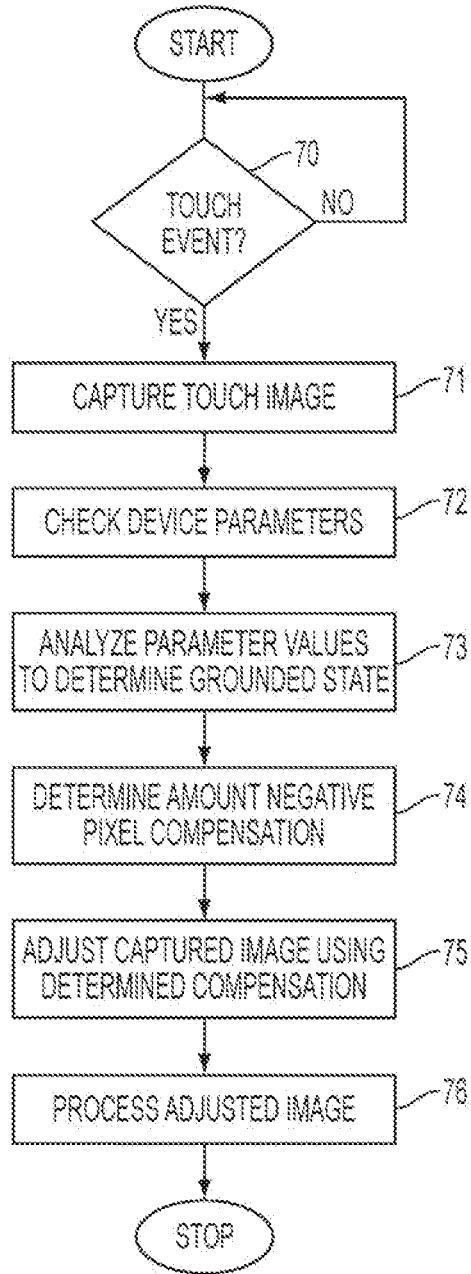 START
70
TOUCH
EVENT?
NO
YES
CAPTURE TOUCH IMAGE
71
CHECK DEVICE PARAMETERS
72
ANALYZE PARAMETER VALUES
TO DETERMINE GROUNDED STATE
73
DETERMINE AMOUNT NEGATIVE
PIXEL COMPENSATION
74
ADJUST CAPTURED IMAGE USING
DETERMINED COMPENSATION
75
PROCESS ADJUSTED IMAGE
76
STOP